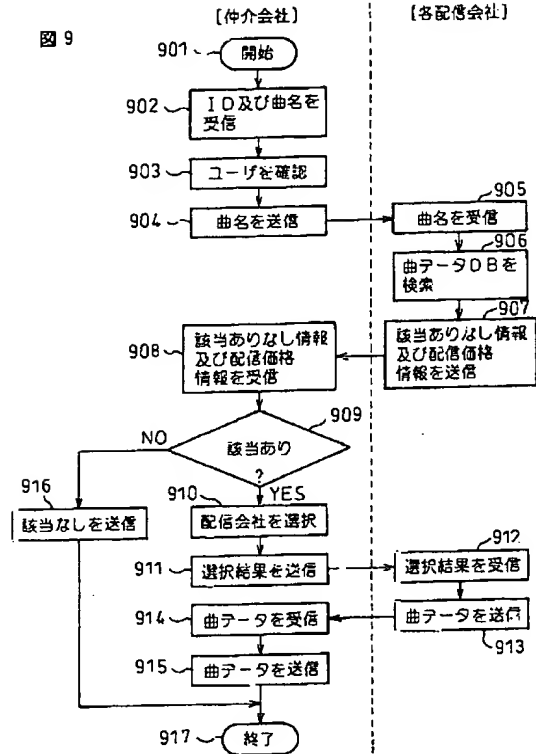 図 9
[仲介会社]
[各配信会社]
901
開始
902
ID及び曲名を
受信
903
ユーザを確認
904
曲名を送信
905
曲名を受信
906
曲データDBを
検索
907
該当ありなし情報
及び配信価格
情報を送信
908
該当ありなし情報
及び配信価格
情報を受信
909
該当あり
?
NO
YES
916
該当なしを送信
910
配信会社を選択
911
選択結果を送信
912
選択結果を受信
913
曲データを送信
914
曲データを受信
915
曲データを送信
917
終了